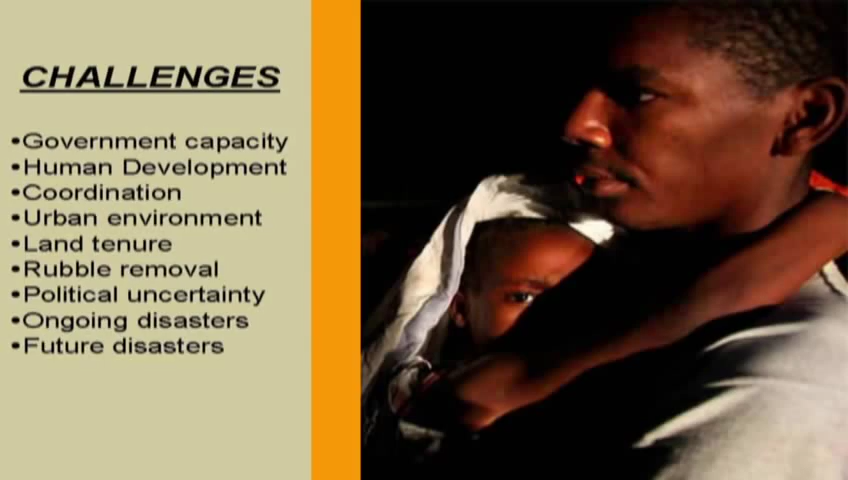 CHALLENGES
•Government capacity
•Human Development
•Coordination
•Urban environment
•Land tenure
•Rubble removal
•Political uncertainty
•Ongoing disasters
•Future disasters